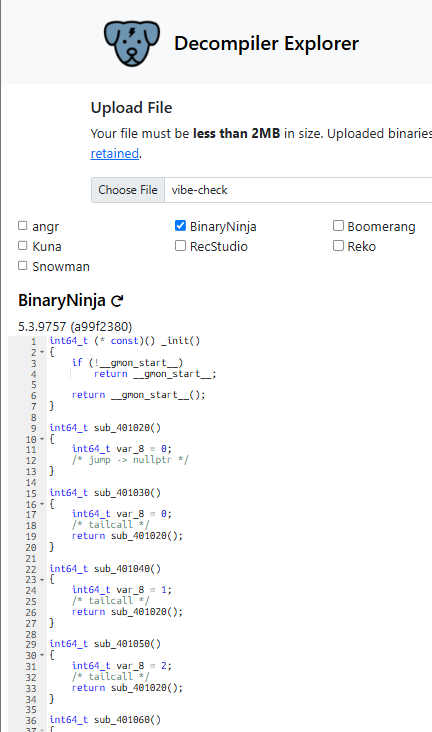 Decompiler Explorer
Upload File
Your file must be less than 2MB in size. Uploaded binaries
retained.
Choose File vibe-check
angr BinaryNinja Boomerang
Kuna RecStudio Reko
Snowman
BinaryNinja
5.3.9757 (a99f2380)
1 int64_t (* const)() _init()
2 {
3 if (!__gmon_start__)
4 return __gmon_start__;
5
6 return __gmon_start__();
7 }
8
9 int64_t sub_401020()
10 {
11 int64_t var_8 = 0;
12 /* jump -> nullptr */
13 }
14
15 int64_t sub_401030()
16 {
17 int64_t var_8 = 0;
18 /* tailcall */
19 return sub_401020();
20 }
21
22 int64_t sub_401040()
23 {
24 int64_t var_8 = 1;
25 /* tailcall */
26 return sub_401020();
27 }
28
29 int64_t sub_401050()
30 {
31 int64_t var_8 = 2;
32 /* tailcall */
33 return sub_401020();
34 }
35
36 int64_t sub_401060()
37 {